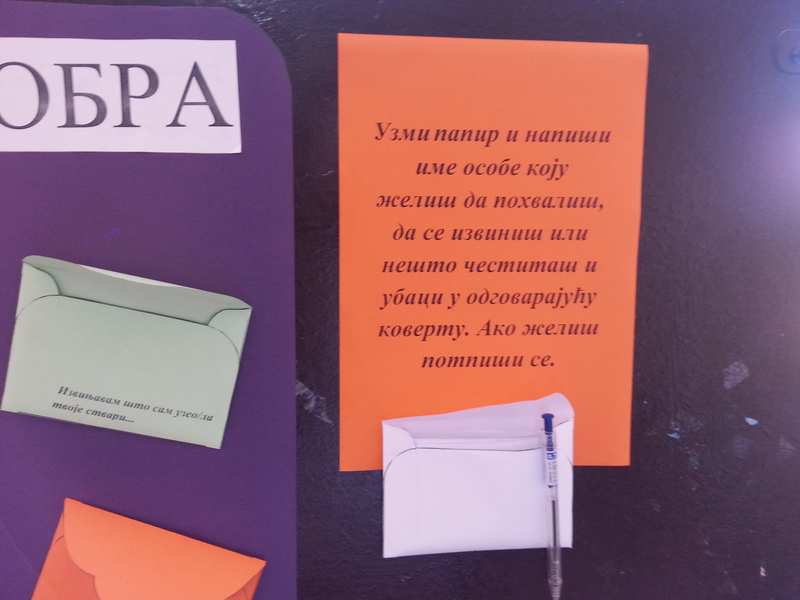 ОБРА
Узми папир и напиши
име особе коју
желиш да похвалиш,
да се извиниш или
нешто честиташ и
убаци у одговарајућу
коверту. Ако желиш
потпиши се.
Извињавам што сам узео/ла
твоје ствари...